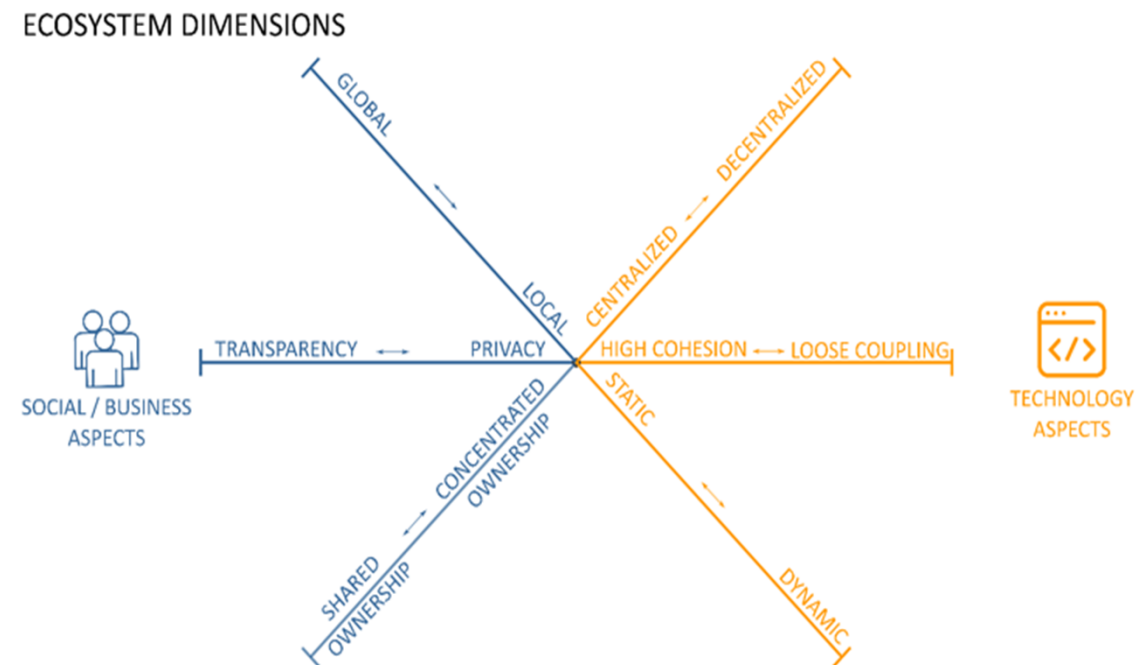 ECOSYSTEM DIMENSIONS
GLOBAL
LOCAL
DECENTRALIZED
CENTRALIZED
TRANSPARENCY
PRIVACY
HIGH COHESION
LOOSE COUPLING
SOCIAL / BUSINESS
ASPECTS
</>
TECHNOLOGY
ASPECTS
CONCENTRATED
OWNERSHIP
SHARED
OWNERSHIP
STATIC
DYNAMIC